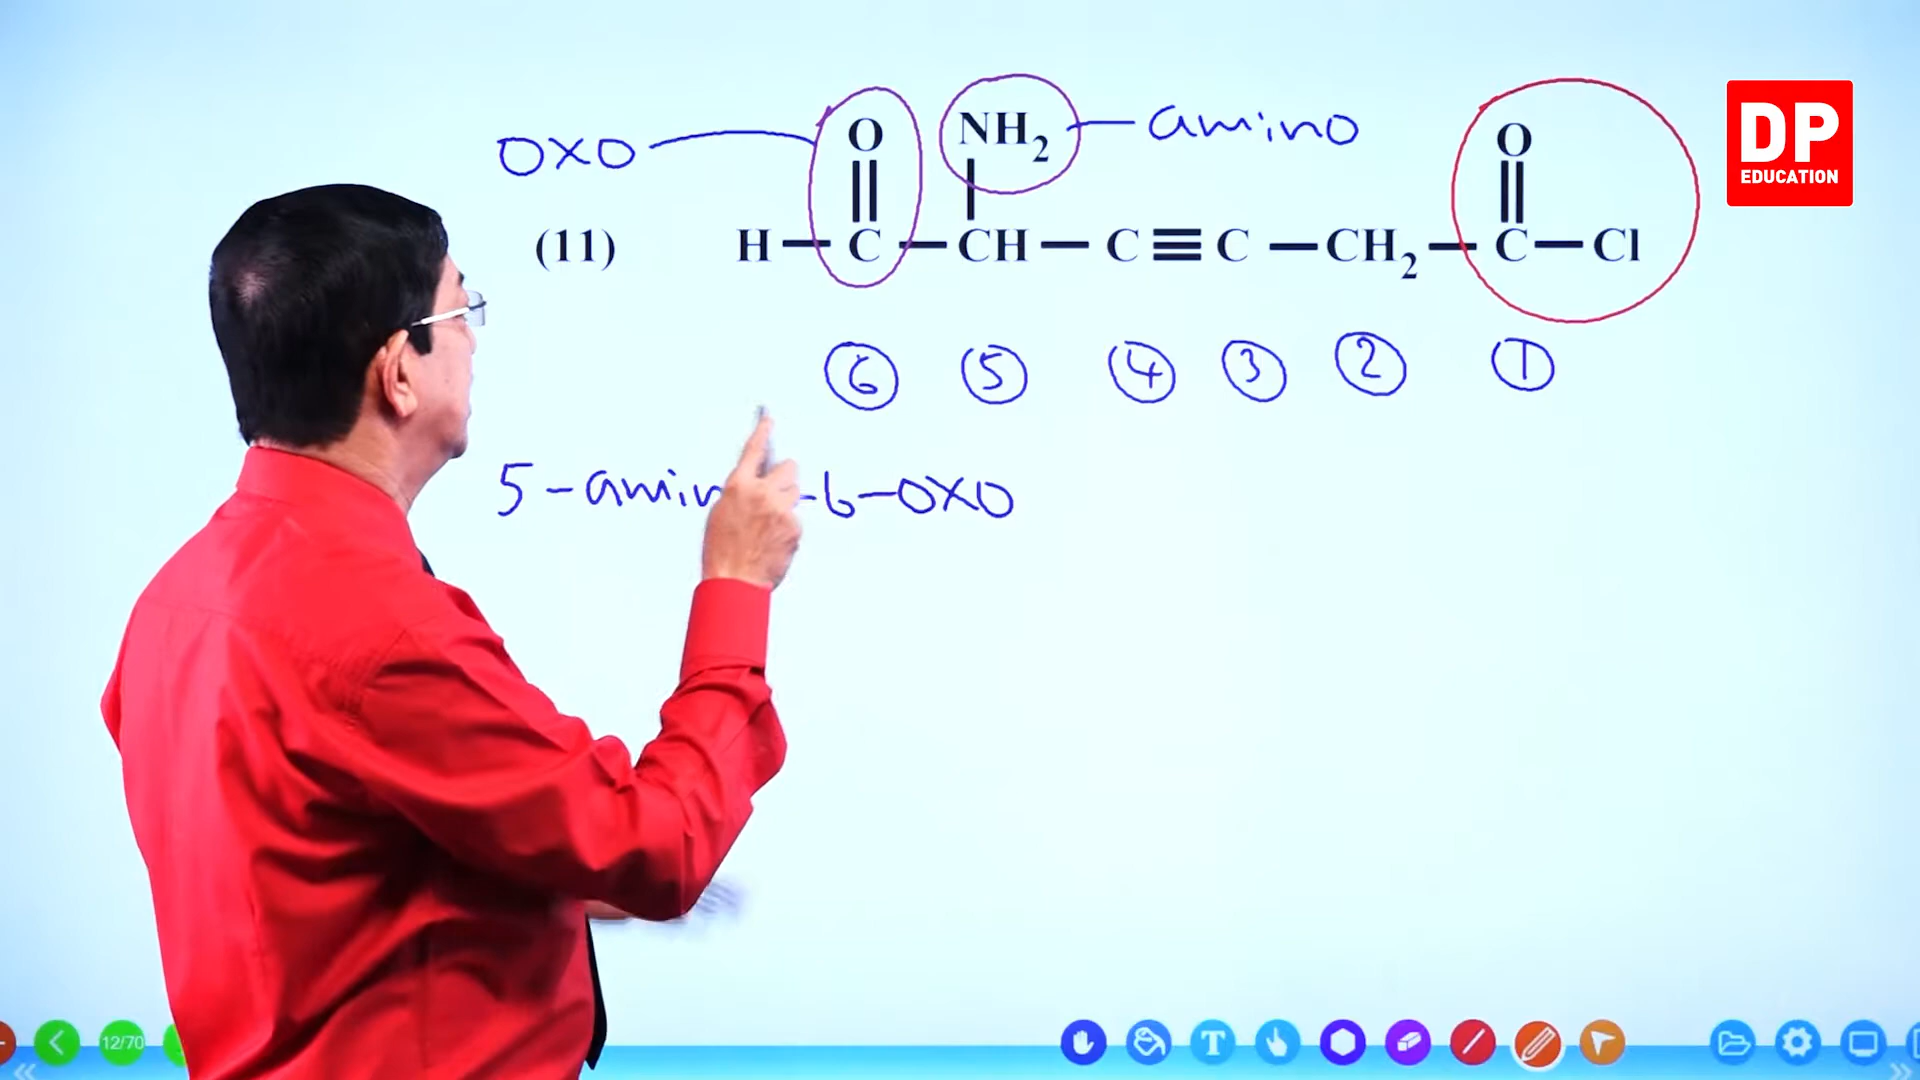 DP
EDUCATION
OXO
O
NH₂
amino
O
(11)
H—C—CH—C≡C—CH₂—C—Cl
⑥ ⑤ ④ ③ ② ①
5-amin -6-OXO
12/70
T